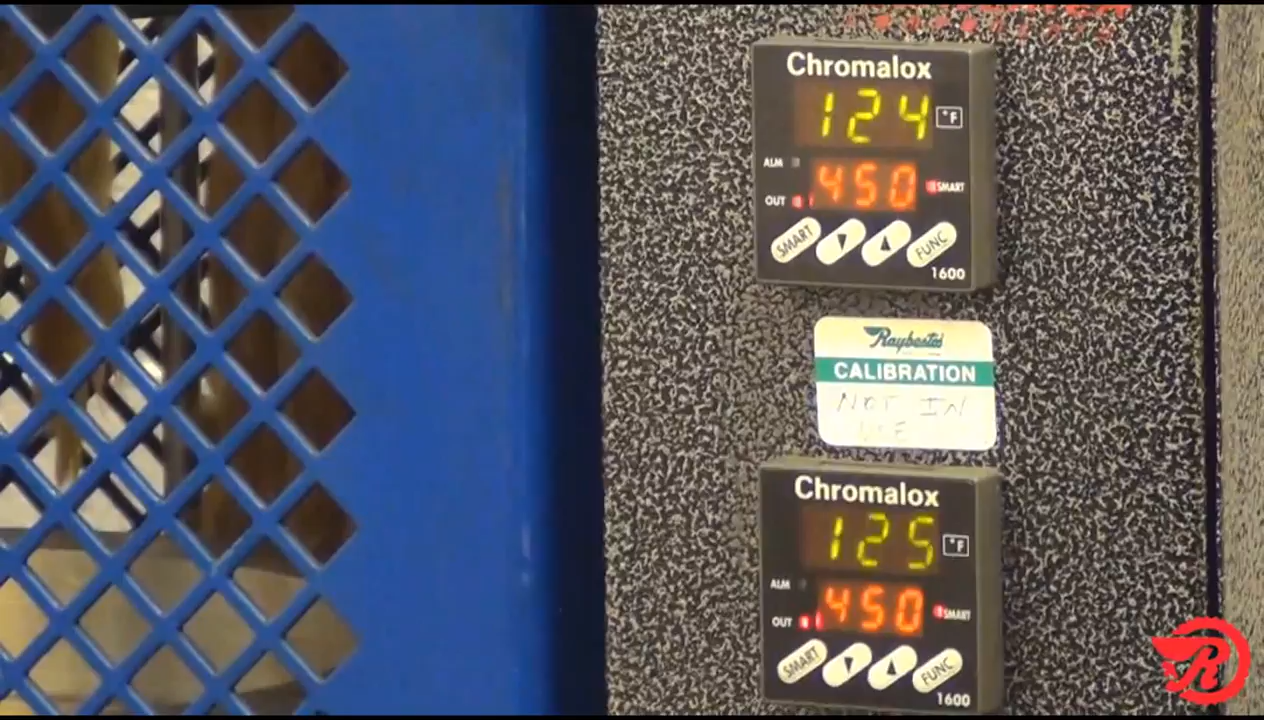 Chromalox
124
°F
ALM
450
SMART
OUT
SMART
FUNC
1600
Raybestos
CALIBRATION
NOT IN
USE
Chromalox
125
°F
ALM
450
SMART
OUT
SMART
FUNC
1600
R